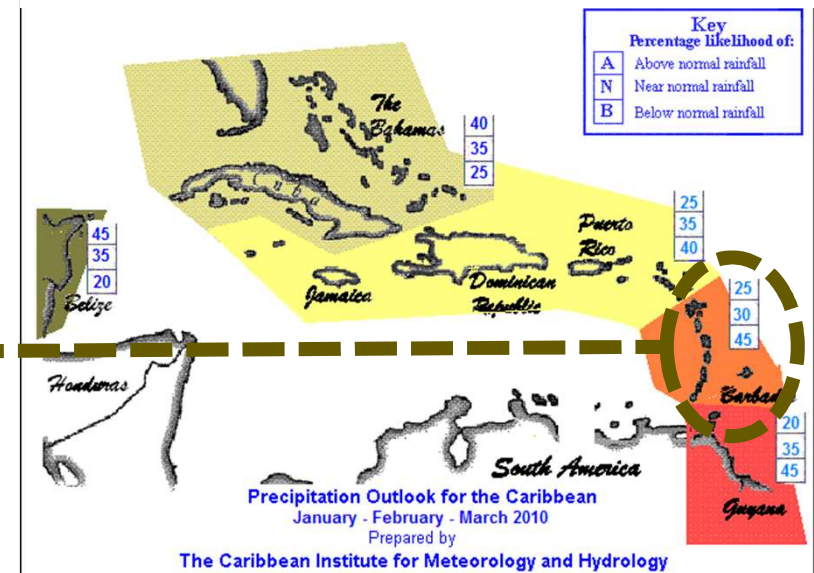 Key
Percentage likelihood of:
A Above normal rainfall
N Near normal rainfall
B Below normal rainfall
The
Bahamas
40
35
25
Cuba
45
35
20
Belize
Puerto
Rico
25
35
40
Jamaica
Dominican
Republic
25
30
45
Honduras
Barbados
20
35
45
South America
Guyana
Precipitation Outlook for the Caribbean
January - February - March 2010
Prepared by
The Caribbean Institute for Meteorology and Hydrology